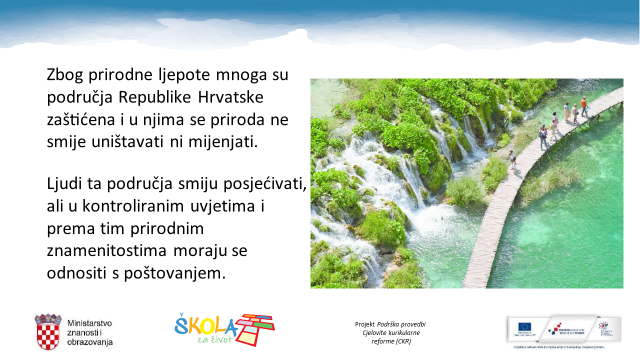 Zbog prirodne ljepote mnoga su
područja Republike Hrvatske
zaštićena i u njima se priroda ne
smije uništavati ni mijenjati.
Ljudi ta područja smiju posjećivati,
ali u kontroliranim uvjetima i
prema tim prirodnim
znamenitostima moraju se
odnositi s poštovanjem.
Ministarstvo
znanosti i
obrazovanja
ŠKOLA
za život
Projekt Podrška provedbi
Cjelovite kurikularne
reforme (CKR)